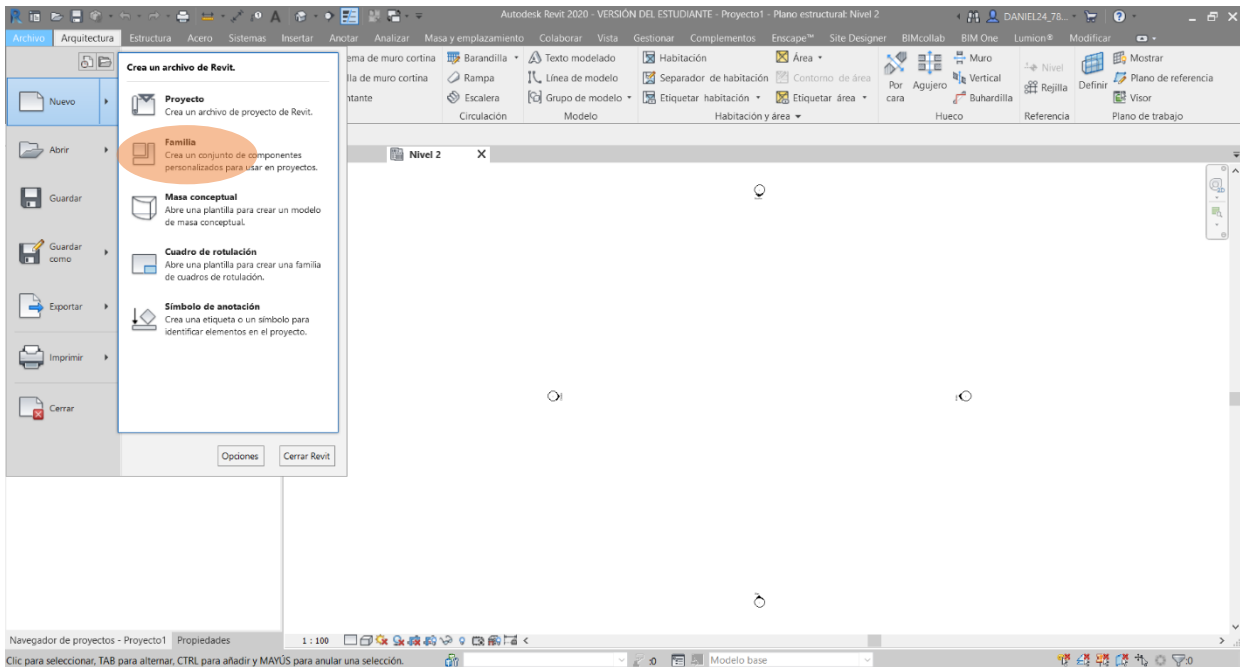 Autodesk Revit 2020 - VERSIÓN DEL ESTUDIANTE - Proyecto1 - Plano estructural: Nivel 2
DANIEL24_78...
Archivo Arquitectura Estructura Acero Sistemas Insertar Anotar Analizar Masa y emplazamiento Colaborar Vista Gestionar Complementos Enscape™ Site Designer BIMcollab BIM One Lumion® Modificar
ema de muro cortina Barandilla Texto modelado Habitación Área Muro Nivel Mostrar
lla de muro cortina Rampa Línea de modelo Separador de habitación Contorno de área Por cara Agujero Vertical Rejilla Definir Plano de referencia
ntante Escalera Grupo de modelo Etiquetar habitación Etiquetar área Buhardilla Visor
Circulación Modelo Habitación y área Hueco Referencia Plano de trabajo
Nivel 2 X
Nuevo
Abrir
Guardar
Guardar
como
Exportar
Imprimir
Cerrar
Crea un archivo de Revit.
Proyecto
Crea un archivo de proyecto de Revit.
Familia
Crea un conjunto de componentes
personalizados para usar en proyectos.
Masa conceptual
Abre una plantilla para crear un modelo
de masa conceptual.
Cuadro de rotulación
Abre una plantilla para crear una familia
de cuadros de rotulación.
Símbolo de anotación
Crea una etiqueta o un símbolo para
identificar elementos en el proyecto.
Opciones Cerrar Revit
Navegador de proyectos - Proyecto1 Propiedades 1 : 100
Clic para seleccionar, TAB para alternar, CTRL para añadir y MAYÚS para anular una selección. :0 Modelo base :0